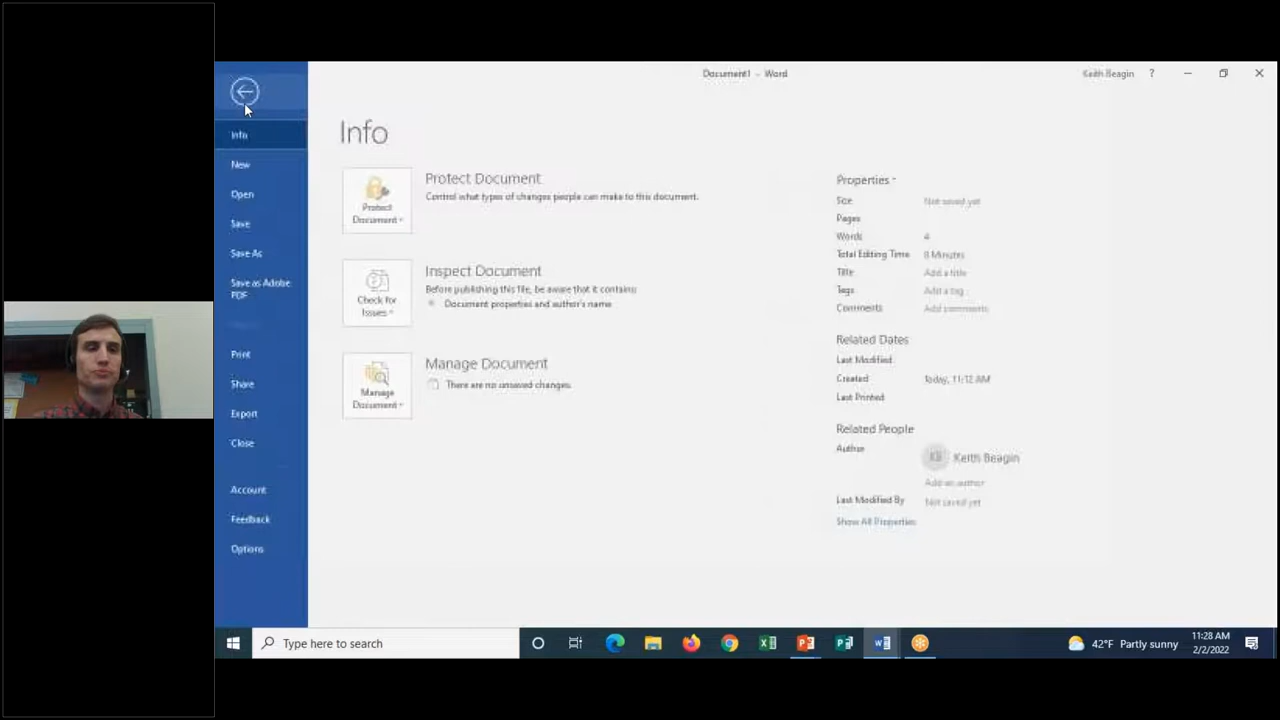 Document1 - Word
Keith Beagin
?
Info
New
Open
Save
Save As
Save as Adobe
PDF
Print
Share
Export
Close
Account
Feedback
Options
Info
Protect
Document
Protect Document
Control what types of changes people can make to this document.
Check for
Issues
Inspect Document
Before publishing this file, be aware that it contains:
Document properties and author's name
Manage
Document
Manage Document
There are no unsaved changes.
Properties
Size Not saved yet
Pages
Words 4
Total Editing Time 8 Minutes
Title Add a title
Tags Add a tag
Comments Add comments
Related Dates
Last Modified
Created Today, 11:12 AM
Last Printed
Related People
Author KB Keith Beagin
Add an author
Last Modified By Not saved yet
Show All Properties
Type here to search
42°F Partly sunny
11:28 AM
2/2/2022